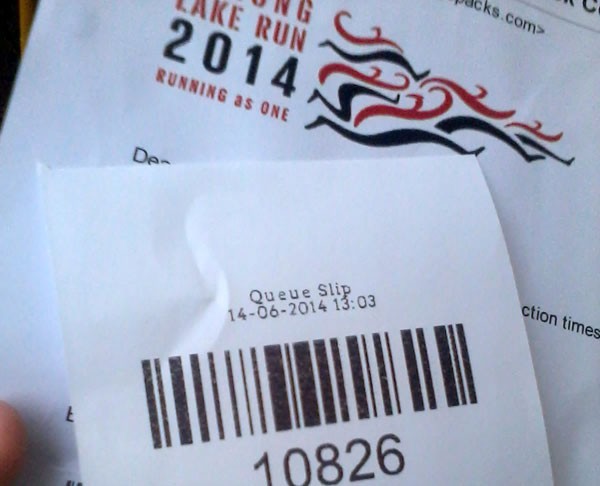 packs.com>
LAKE RUN
2014
RUNNING as ONE
Queue Slip
14-06-2014 13:03
ction times
10826